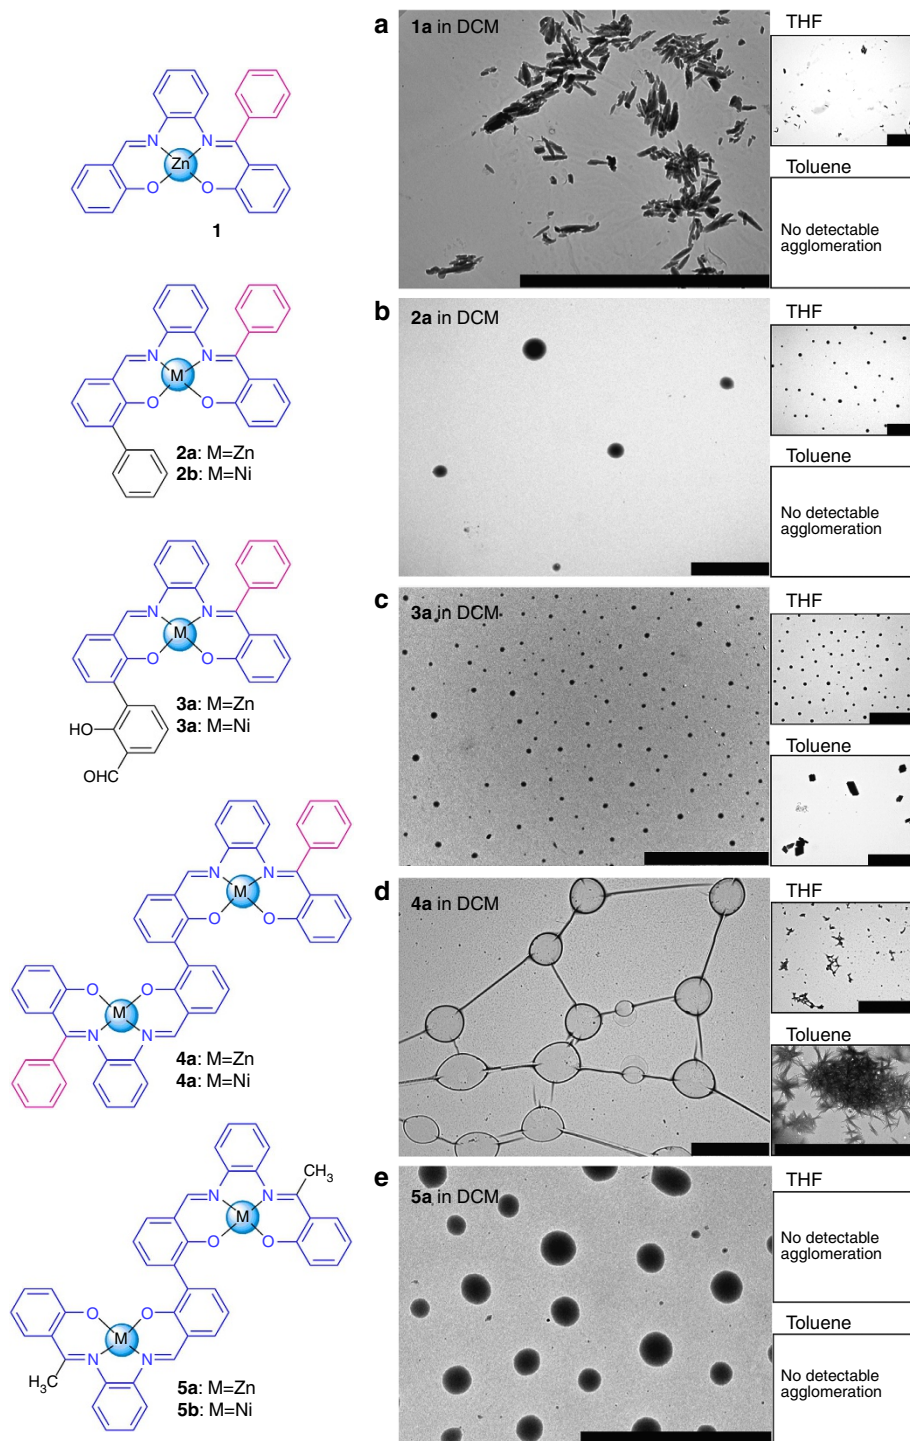 a
1a in DCM
THF
Toluene
No detectable
agglomeration
N
N
Zn
O
O
1
b
2a in DCM
THF
Toluene
No detectable
agglomeration
N
N
M
O
O
2a: M=Zn
2b: M=Ni
c
3a in DCM
THF
Toluene
N
N
M
O
O
HO
OHC
3a: M=Zn
3a: M=Ni
d
4a in DCM
THF
Toluene
N
N
M
O
O
O
O
M
N
N
4a: M=Zn
4a: M=Ni
e
5a in DCM
THF
No detectable
agglomeration
Toluene
No detectable
agglomeration
CH3
N
N
M
O
O
O
O
M
N
N
H3C
5a: M=Zn
5b: M=Ni